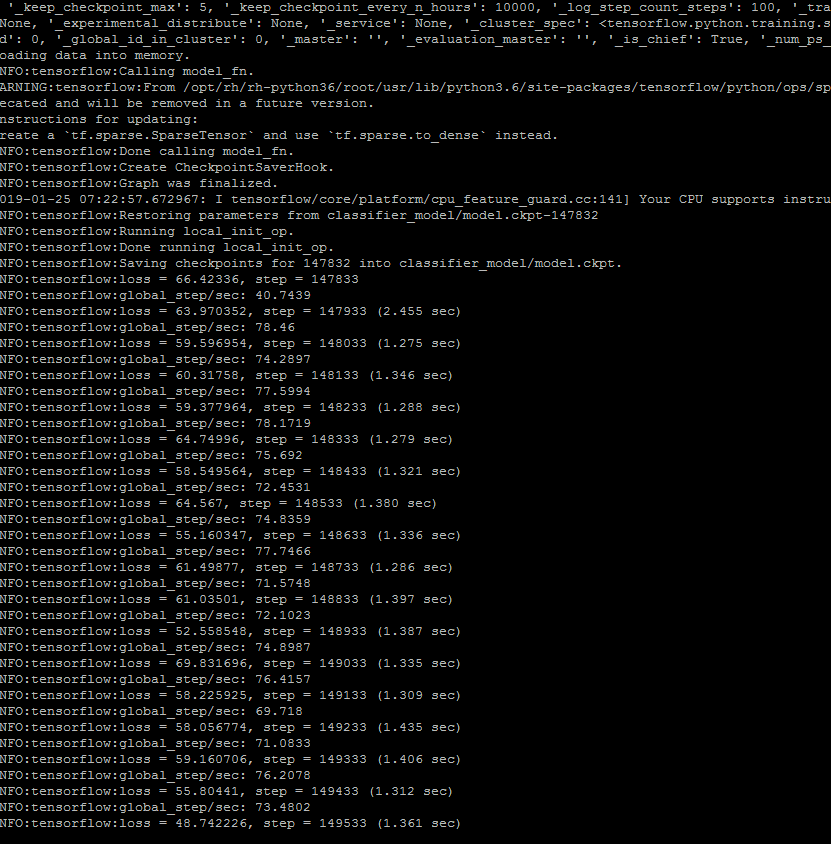 '_keep_checkpoint_max': 5, '_keep_checkpoint_every_n_hours': 10000, '_log_step_count_steps': 100, '_tra
None, '_experimental_distribute': None, '_service': None, '_cluster_spec': <tensorflow.python.training.s
d': 0, '_global_id_in_cluster': 0, '_master': '', '_evaluation_master': '', '_is_chief': True, '_num_ps_
oading data into memory.
NFO:tensorflow:Calling model_fn.
ARNING:tensorflow:From /opt/rh/rh-python36/root/usr/lib/python3.6/site-packages/tensorflow/python/ops/sp
ecated and will be removed in a future version.
nstructions for updating:
reate a `tf.sparse.SparseTensor` and use `tf.sparse.to_dense` instead.
NFO:tensorflow:Done calling model_fn.
NFO:tensorflow:Create CheckpointSaverHook.
NFO:tensorflow:Graph was finalized.
019-01-25 07:22:57.672967: I tensorflow/core/platform/cpu_feature_guard.cc:141] Your CPU supports instru
NFO:tensorflow:Restoring parameters from classifier_model/model.ckpt-147832
NFO:tensorflow:Running local_init_op.
NFO:tensorflow:Done running local_init_op.
NFO:tensorflow:Saving checkpoints for 147832 into classifier_model/model.ckpt.
NFO:tensorflow:loss = 66.42336, step = 147833
NFO:tensorflow:global_step/sec: 40.7439
NFO:tensorflow:loss = 63.970352, step = 147933 (2.455 sec)
NFO:tensorflow:global_step/sec: 78.46
NFO:tensorflow:loss = 59.596954, step = 148033 (1.275 sec)
NFO:tensorflow:global_step/sec: 74.2897
NFO:tensorflow:loss = 60.31758, step = 148133 (1.346 sec)
NFO:tensorflow:global_step/sec: 77.5994
NFO:tensorflow:loss = 59.377964, step = 148233 (1.288 sec)
NFO:tensorflow:global_step/sec: 78.1719
NFO:tensorflow:loss = 64.74996, step = 148333 (1.279 sec)
NFO:tensorflow:global_step/sec: 75.692
NFO:tensorflow:loss = 58.549564, step = 148433 (1.321 sec)
NFO:tensorflow:global_step/sec: 72.4531
NFO:tensorflow:loss = 64.567, step = 148533 (1.380 sec)
NFO:tensorflow:global_step/sec: 74.8359
NFO:tensorflow:loss = 55.160347, step = 148633 (1.336 sec)
NFO:tensorflow:global_step/sec: 77.7466
NFO:tensorflow:loss = 61.49877, step = 148733 (1.286 sec)
NFO:tensorflow:global_step/sec: 71.5748
NFO:tensorflow:loss = 61.03501, step = 148833 (1.397 sec)
NFO:tensorflow:global_step/sec: 72.1023
NFO:tensorflow:loss = 52.558548, step = 148933 (1.387 sec)
NFO:tensorflow:global_step/sec: 74.8987
NFO:tensorflow:loss = 69.831696, step = 149033 (1.335 sec)
NFO:tensorflow:global_step/sec: 76.4157
NFO:tensorflow:loss = 58.225925, step = 149133 (1.309 sec)
NFO:tensorflow:global_step/sec: 69.718
NFO:tensorflow:loss = 58.056774, step = 149233 (1.435 sec)
NFO:tensorflow:global_step/sec: 71.0833
NFO:tensorflow:loss = 59.160706, step = 149333 (1.406 sec)
NFO:tensorflow:global_step/sec: 76.2078
NFO:tensorflow:loss = 55.80441, step = 149433 (1.312 sec)
NFO:tensorflow:global_step/sec: 73.4802
NFO:tensorflow:loss = 48.742226, step = 149533 (1.361 sec)